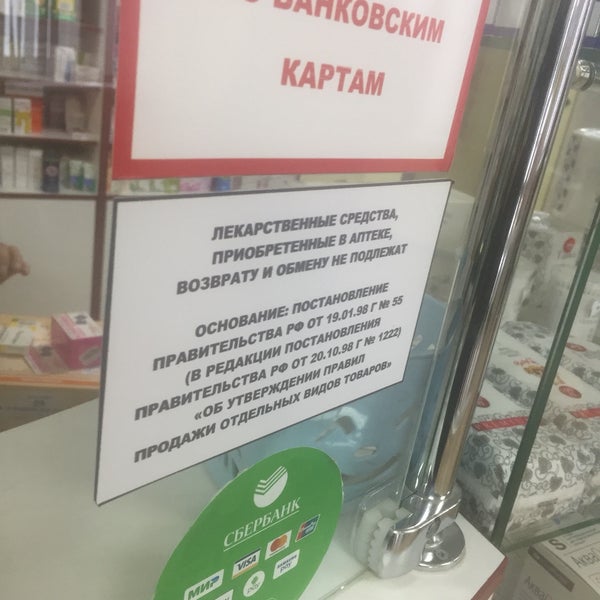 БАНКОВСКИМ
КАРТАМ
ЛЕКАРСТВЕННЫЕ СРЕДСТВА,
ПРИОБРЕТЕННЫЕ В АПТЕКЕ,
ВОЗВРАТУ И ОБМЕНУ НЕ ПОДЛЕЖАТ
ОСНОВАНИЕ: ПОСТАНОВЛЕНИЕ
ПРАВИТЕЛЬСТВА РФ ОТ 19.01.98 Г № 55
(В РЕДАКЦИИ ПОСТАНОВЛЕНИЯ
ПРАВИТЕЛЬСТВА РФ ОТ 20.10.98 Г № 1222)
«ОБ УТВЕРЖДЕНИИ ПРАВИЛ
ПРОДАЖИ ОТДЕЛЬНЫХ ВИДОВ ТОВАРОВ»
СБЕРБАНК
МИР VISA
pay